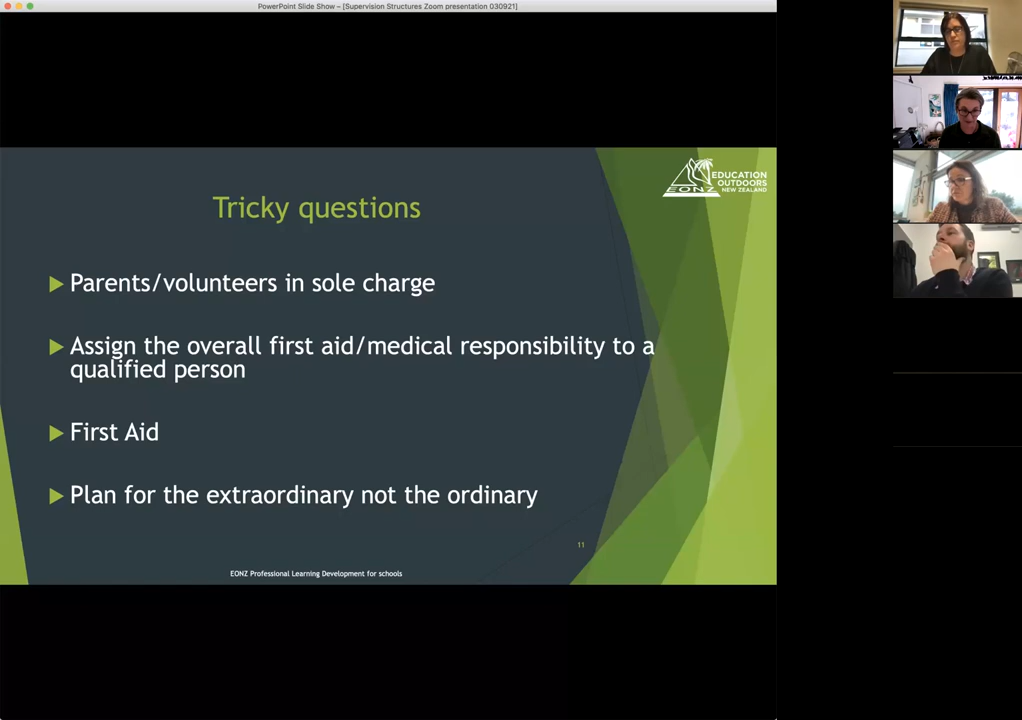 PowerPoint Slide Show – [Supervision Structures Zoom presentation 030921]
EDUCATION
OUTDOORS
NEW ZEALAND
EONZ
Tricky questions
Parents/volunteers in sole charge
Assign the overall first aid/medical responsibility to a
qualified person
First Aid
Plan for the extraordinary not the ordinary
11
EONZ Professional Learning Development for schools